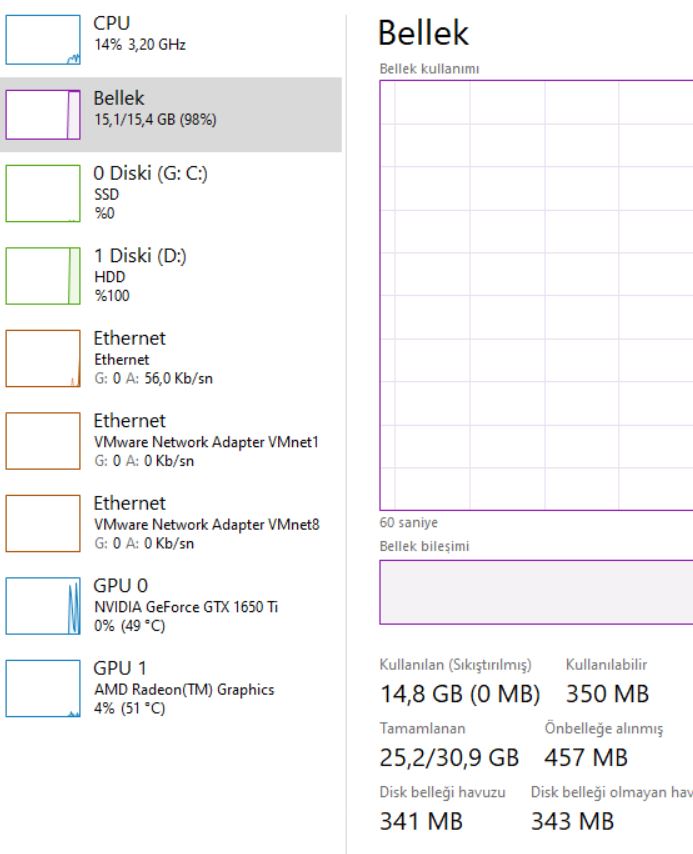 CPU
14% 3,20 GHz
Bellek
15,1/15,4 GB (98%)
0 Diski (G: C:)
SSD
%0
1 Diski (D:)
HDD
%100
Ethernet
Ethernet
G: 0 A: 56,0 Kb/sn
Ethernet
VMware Network Adapter VMnet1
G: 0 A: 0 Kb/sn
Ethernet
VMware Network Adapter VMnet8
G: 0 A: 0 Kb/sn
GPU 0
NVIDIA GeForce GTX 1650 Ti
0% (49 °C)
GPU 1
AMD Radeon(TM) Graphics
4% (51 °C)
Bellek
Bellek kullanımı
60 saniye
Bellek bileşimi
Kullanılan (Sıkıştırılmış) Kullanılabilir
14,8 GB (0 MB) 350 MB
Tamamlanan Önbelleğe alınmış
25,2/30,9 GB 457 MB
Disk belleği havuzu Disk belleği olmayan hav
341 MB 343 MB